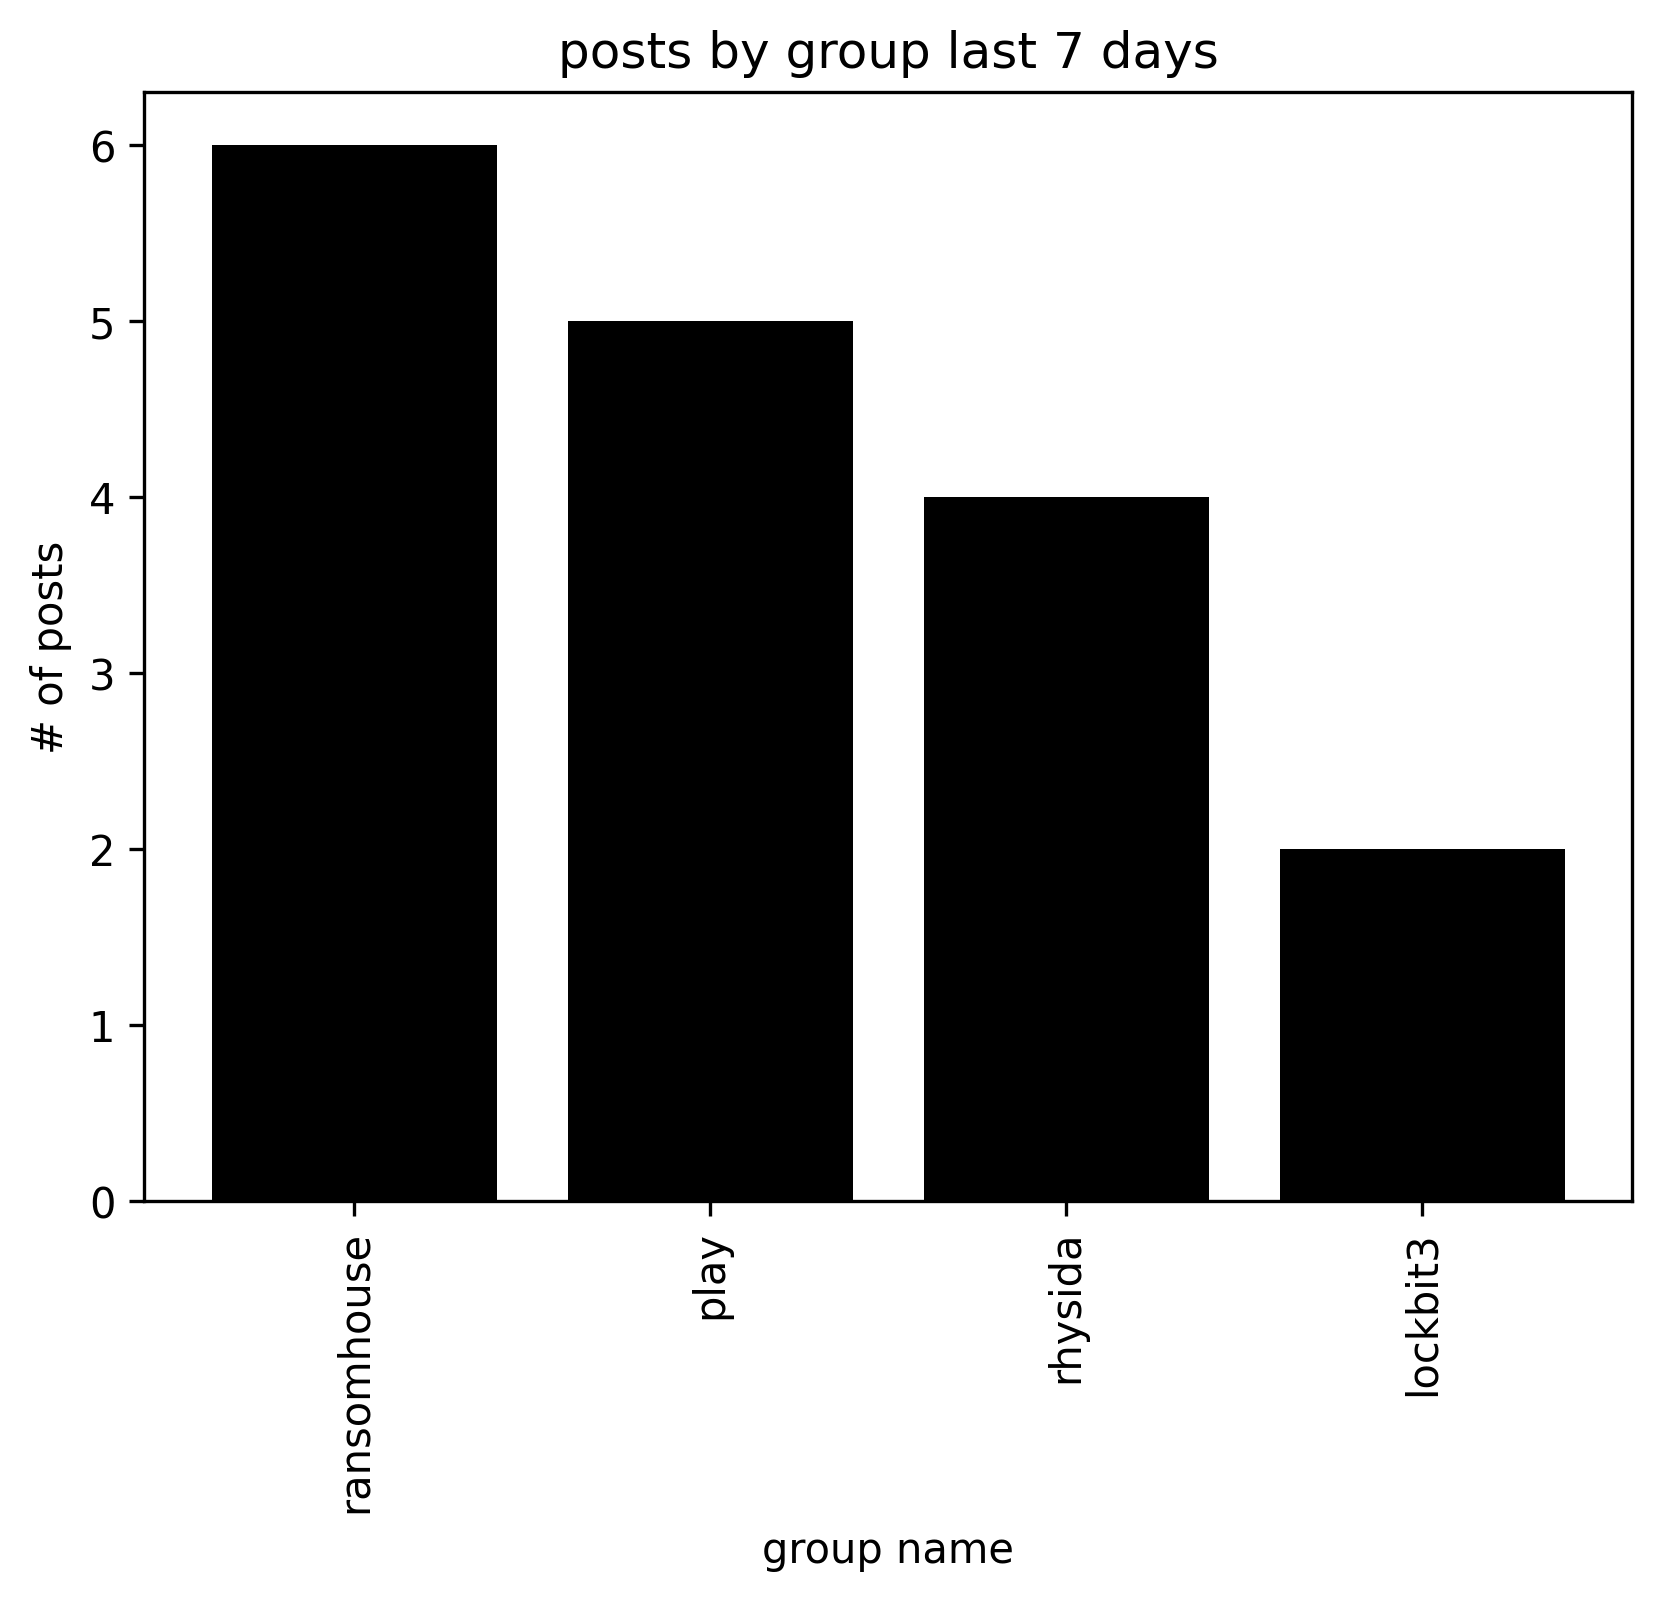 posts by group last 7 days
# of posts
6
5
4
3
2
1
0
ransomhouse
play
rhysida
lockbit3
group name